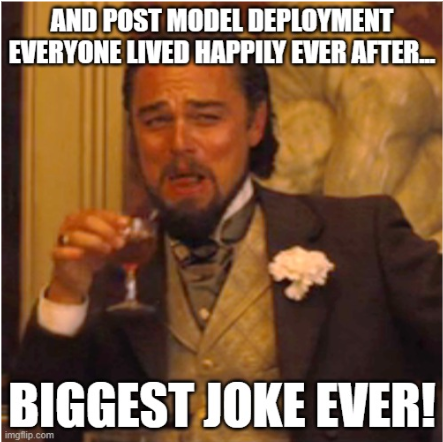 AND POST MODEL DEPLOYMENT
EVERYONE LIVED HAPPILY EVER AFTER...
BIGGEST JOKE EVER!
imgflip.com